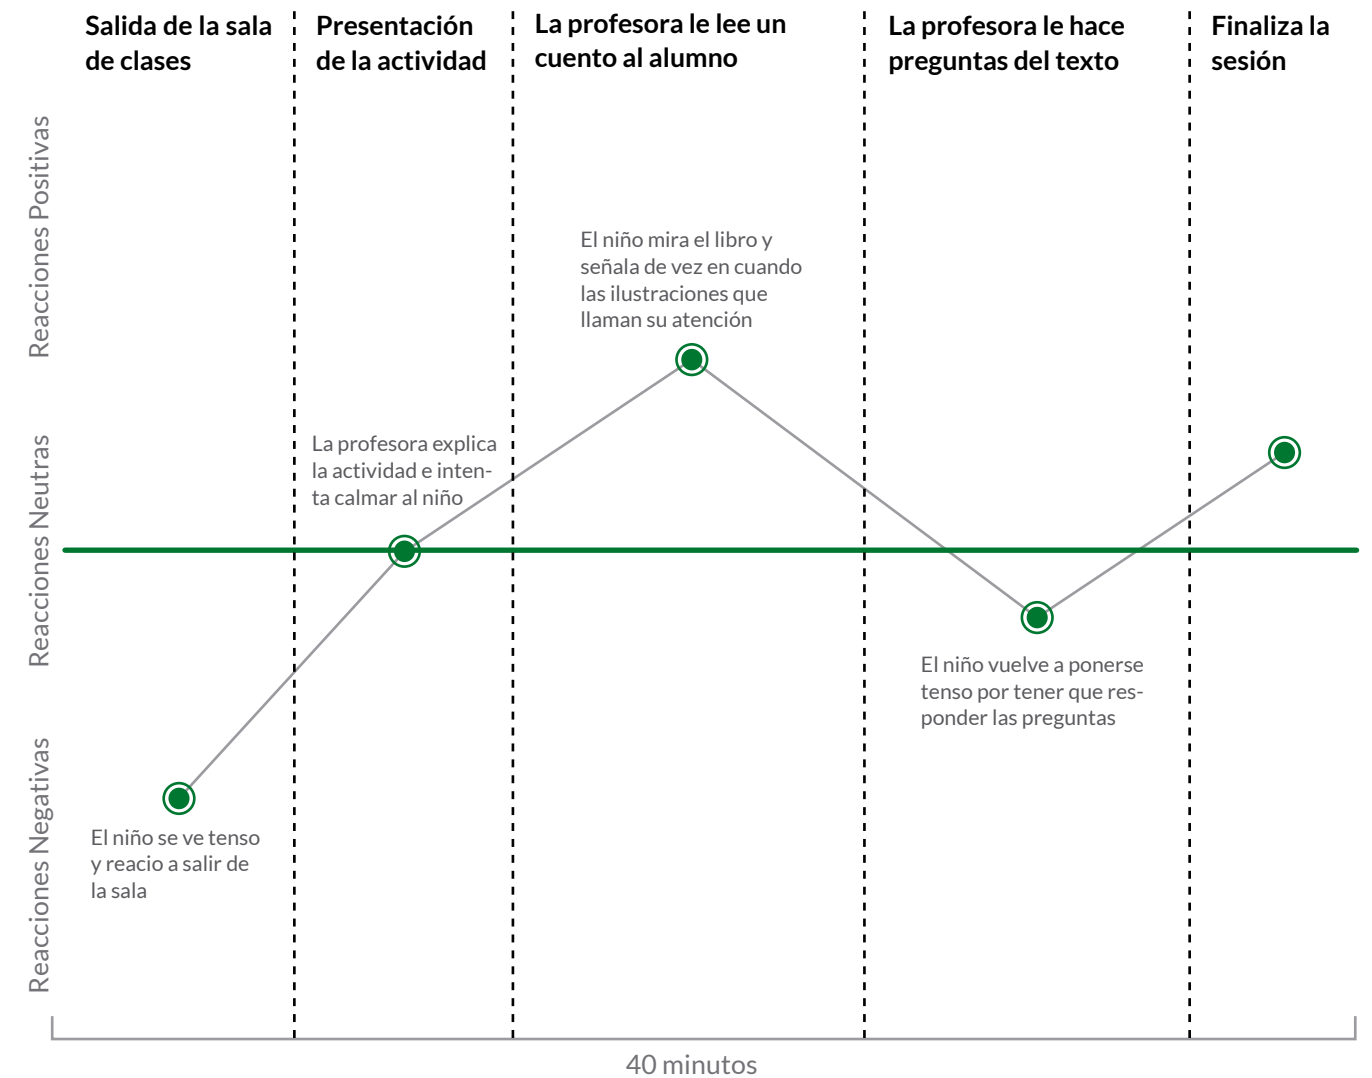 Salida de la sala
de clases
Presentación
de la actividad
La profesora le lee un
cuento al alumno
La profesora le hace
preguntas del texto
Finaliza la
sesión
Reacciones Positivas
El niño mira el libro y
señala de vez en cuando
las ilustraciones que
llaman su atención
Reacciones Neutras
La profesora explica
la actividad e inten-
ta calmar al niño
El niño vuelve a ponerse
tenso por tener que res-
ponder las preguntas
Reacciones Negativas
El niño se ve tenso
y reacio a salir de
la sala
40 minutos